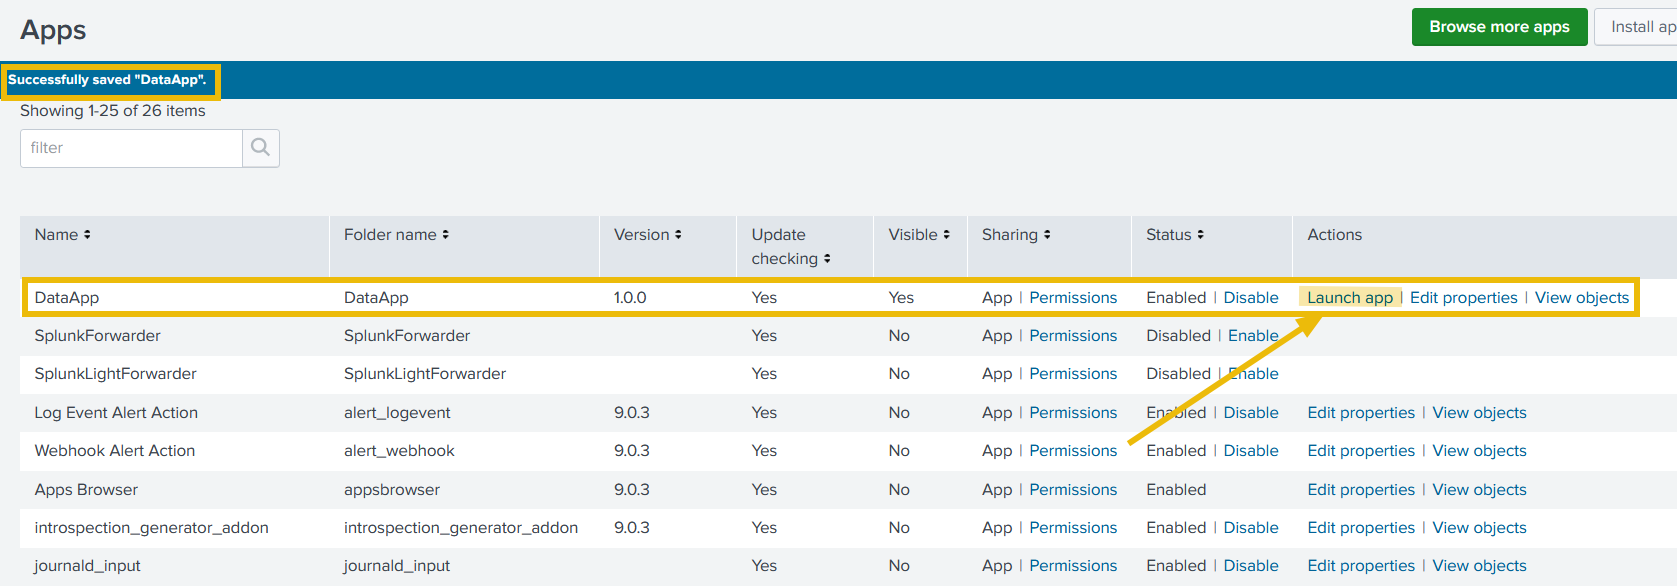 Apps
Browse more apps
Install ap
Successfully saved "DataApp".
Showing 1-25 of 26 items
filter
Name Folder name Version Update checking Visible Sharing Status Actions
DataApp DataApp 1.0.0 Yes Yes App | Permissions Enabled | Disable Launch app | Edit properties | View objects
SplunkForwarder SplunkForwarder Yes No App | Permissions Disabled | Enable
SplunkLightForwarder SplunkLightForwarder Yes No App | Permissions Disabled | Enable
Log Event Alert Action alert_logevent 9.0.3 Yes No App | Permissions Enabled | Disable Edit properties | View objects
Webhook Alert Action alert_webhook 9.0.3 Yes No App | Permissions Enabled | Disable Edit properties | View objects
Apps Browser appsbrowser 9.0.3 Yes No App | Permissions Enabled Edit properties | View objects
introspection_generator_addon introspection_generator_addon 9.0.3 Yes No App | Permissions Enabled | Disable Edit properties | View objects
journald_input journald_input Yes No App | Permissions Enabled | Disable Edit properties | View objects